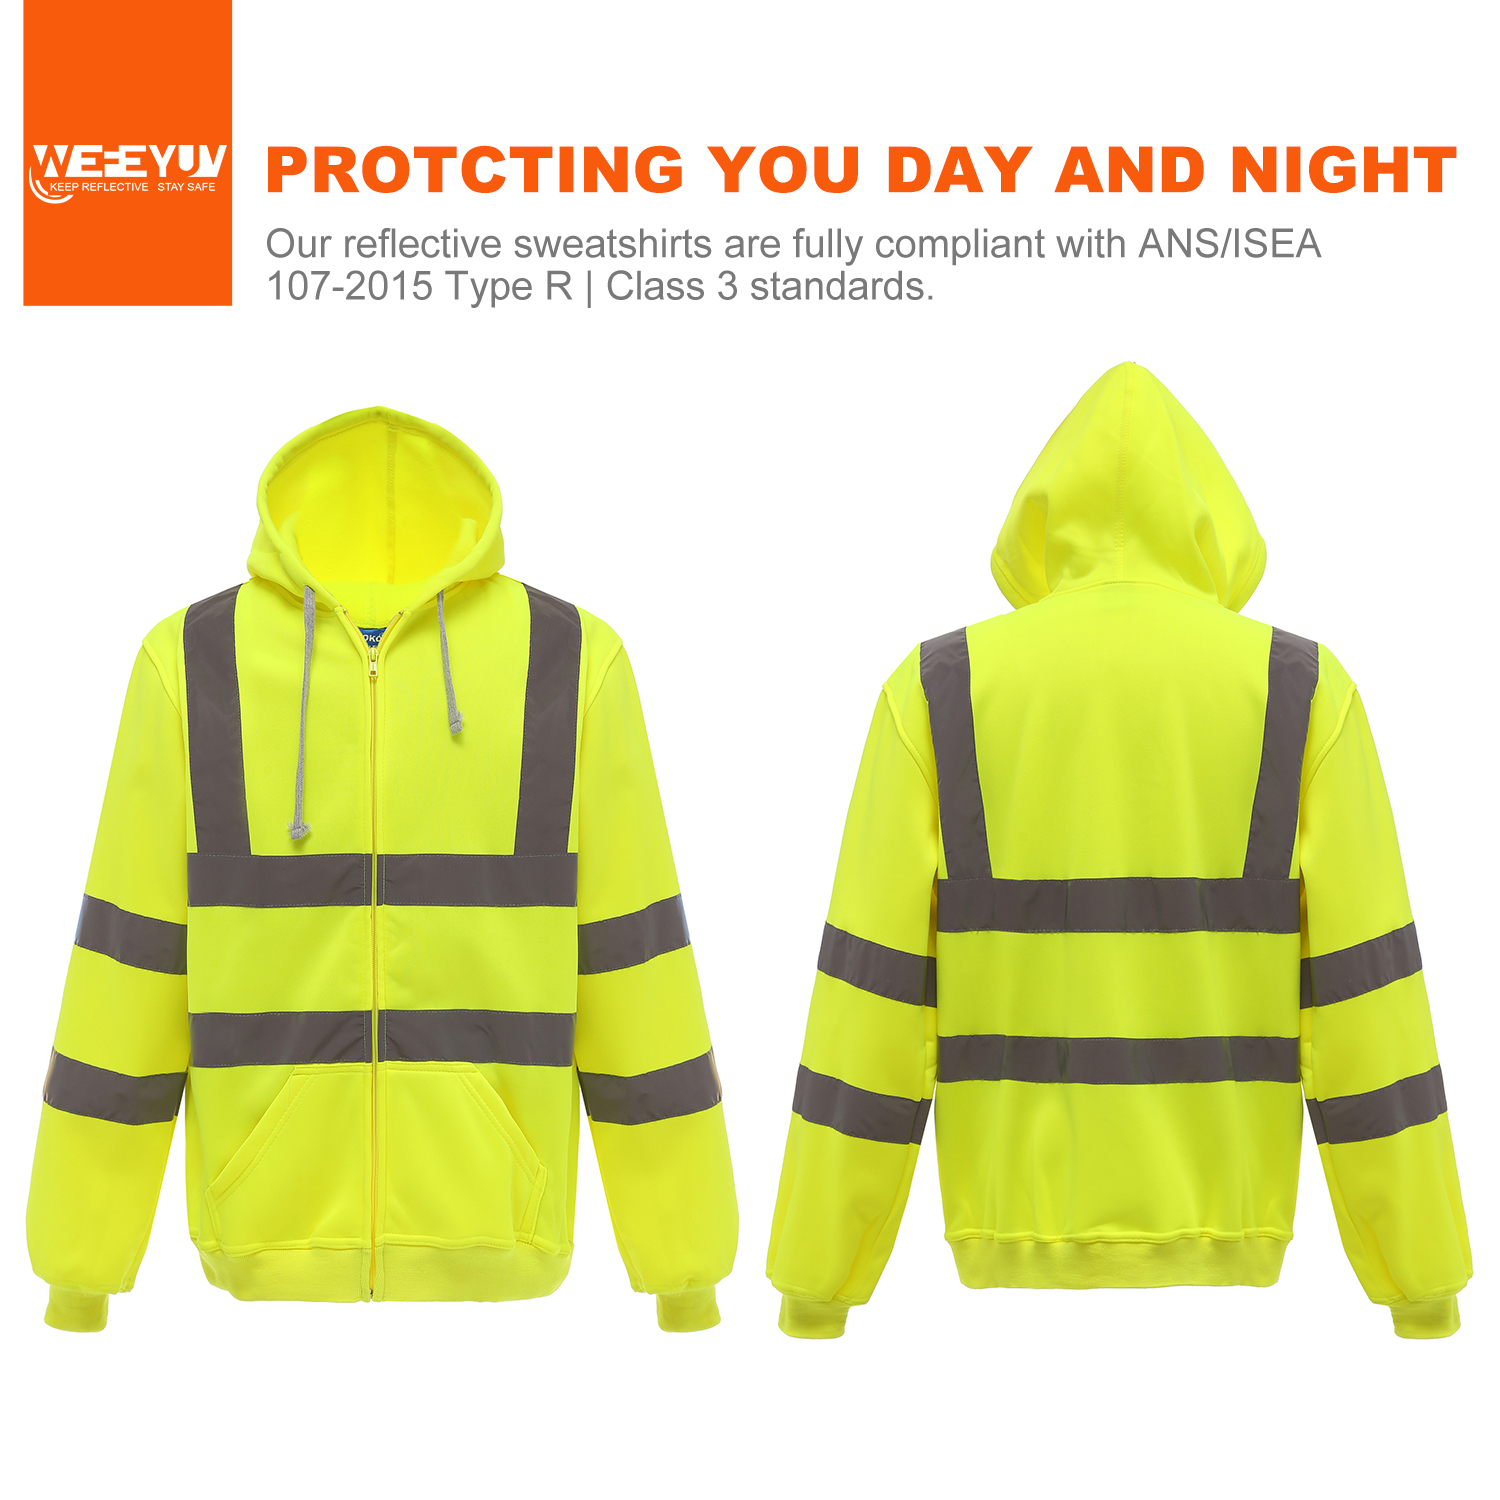 WEFEYUV
KEEP REFLECTIVE STAY SAFE
PROTCTING YOU DAY AND NIGHT
Our reflective sweatshirts are fully compliant with ANS/ISEA
107-2015 Type R | Class 3 standards.